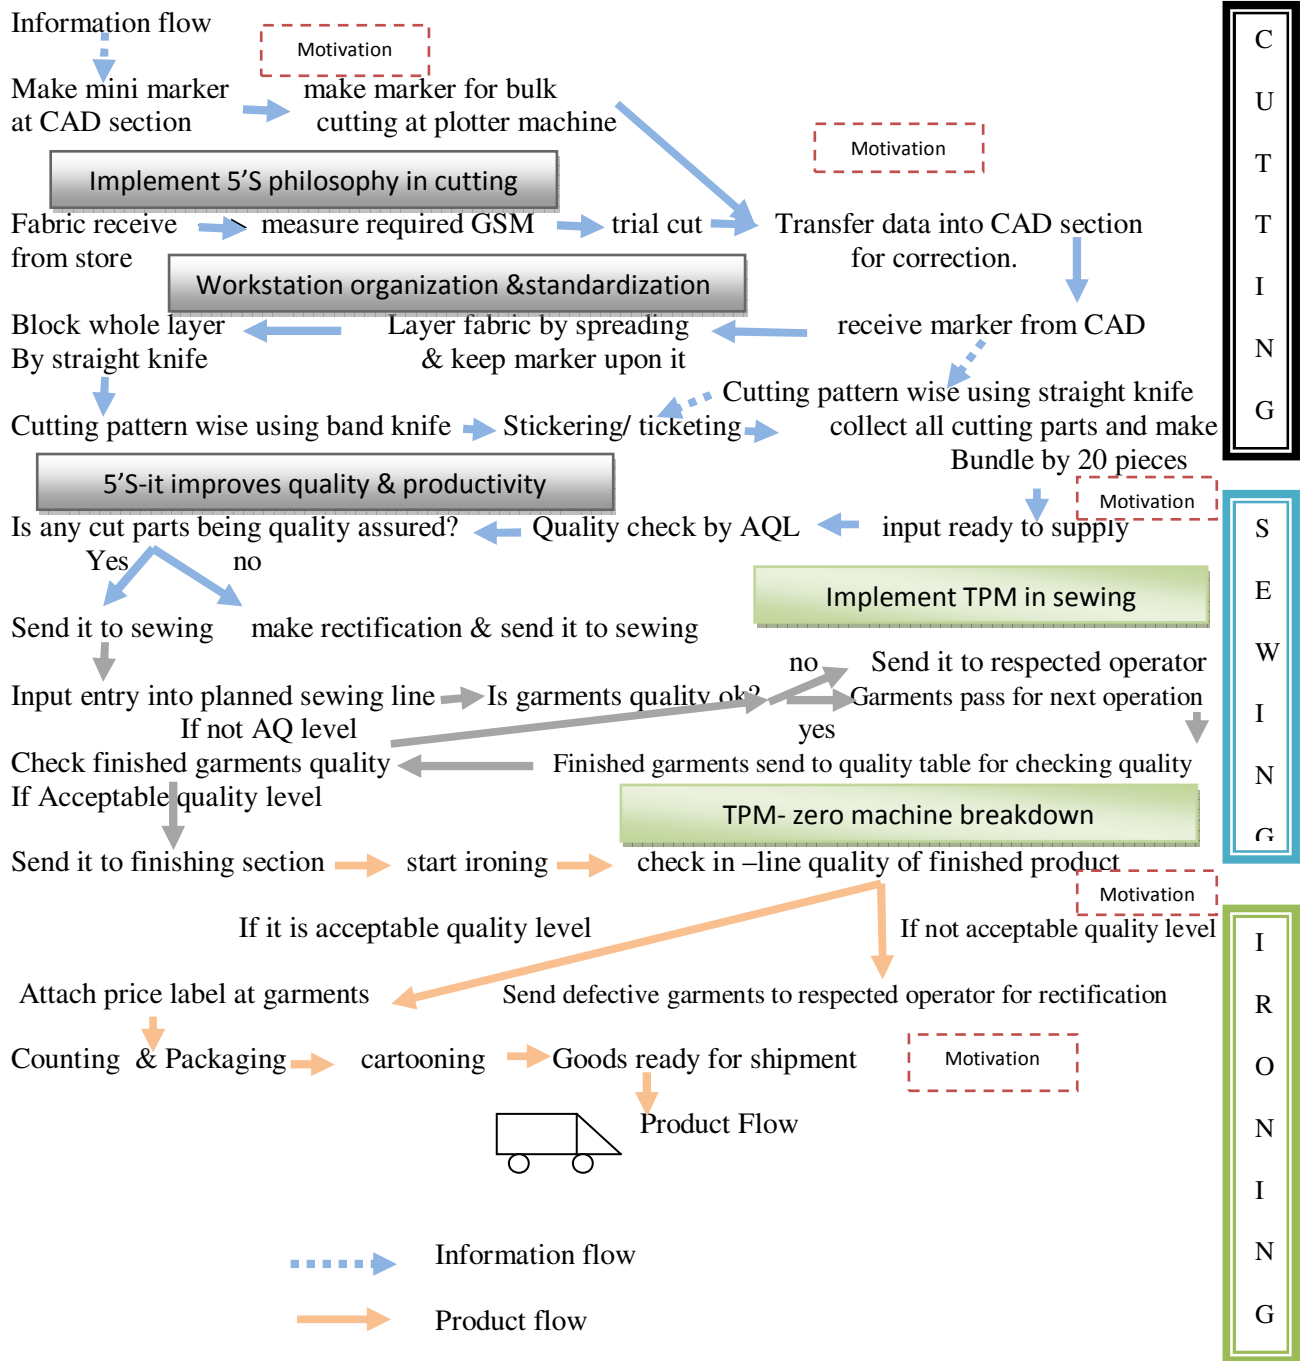 Information flow
Motivation
Make mini marker
at CAD section
make marker for bulk
cutting at plotter machine
Motivation
Implement 5'S philosophy in cutting
Fabric receive
from store
measure required GSM
trial cut
Transfer data into CAD section
for correction.
Workstation organization &standardization
Block whole layer
By straight knife
Layer fabric by spreading
& keep marker upon it
receive marker from CAD
Cutting pattern wise using straight knife
Cutting pattern wise using band knife
Stickering/ ticketing
collect all cutting parts and make
Bundle by 20 pieces
5'S-it improves quality & productivity
Motivation
Is any cut parts being quality assured?
Quality check by AQL
input ready to supply
Yes
no
Implement TPM in sewing
Send it to sewing
make rectification & send it to sewing
no
Send it to respected operator
Input entry into planned sewing line
Is garments quality ok?
Garments pass for next operation
If not AQ level
yes
Check finished garments quality
Finished garments send to quality table for checking quality
If Acceptable quality level
TPM- zero machine breakdown
Send it to finishing section
start ironing
check in –line quality of finished product
Motivation
If it is acceptable quality level
If not acceptable quality level
Attach price label at garments
Send defective garments to respected operator for rectification
Counting & Packaging
cartooning
Goods ready for shipment
Motivation
Product Flow
Information flow
Product flow
C
U
T
T
I
N
G
S
E
W
I
N
G
I
R
O
N
I
N
G